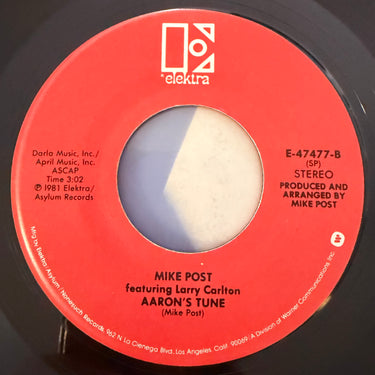 elektra
Darla Music, Inc./
April Music, Inc.
ASCAP
Time 3:02
℗ 1981 Elektra/
Asylum Records
E-47477-B
(SP)
STEREO
PRODUCED AND
ARRANGED BY
MIKE POST
MIKE POST
featuring Larry Carlton
AARON'S TUNE
(Mike Post)
Mfg by Elektra/Asylum/Nonesuch Records, 962 N. La Cienega Blvd., Los Angeles, Calif. 90069. A Division of Warner Communications Inc.